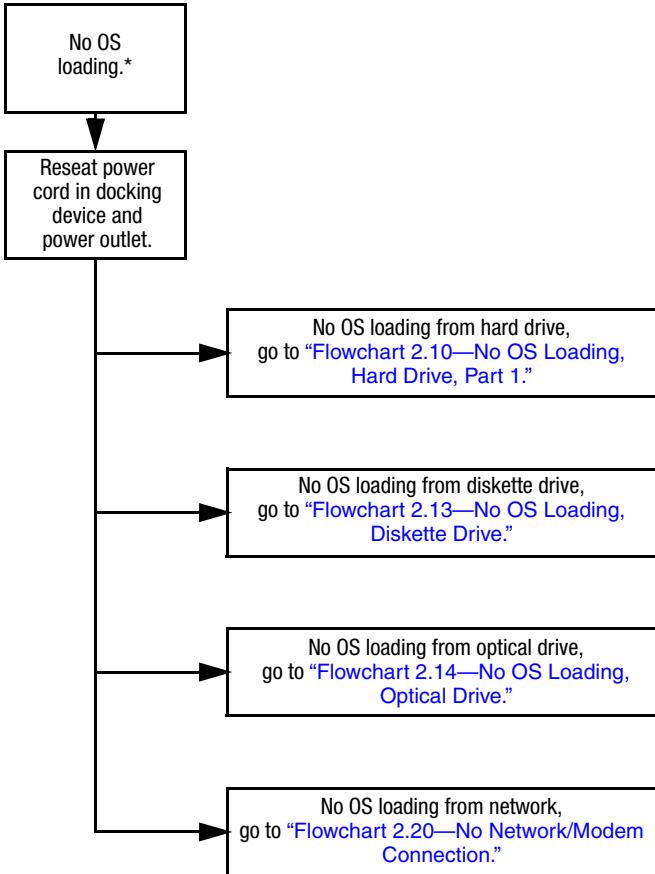 No OS
loading.*
Reseat power
cord in docking
device and
power outlet.
No OS loading from hard drive,
go to “Flowchart 2.10—No OS Loading,
Hard Drive, Part 1.”
No OS loading from diskette drive,
go to “Flowchart 2.13—No OS Loading,
Diskette Drive.”
No OS loading from optical drive,
go to “Flowchart 2.14—No OS Loading,
Optical Drive.”
No OS loading from network,
go to “Flowchart 2.20—No Network/Modem
Connection.”